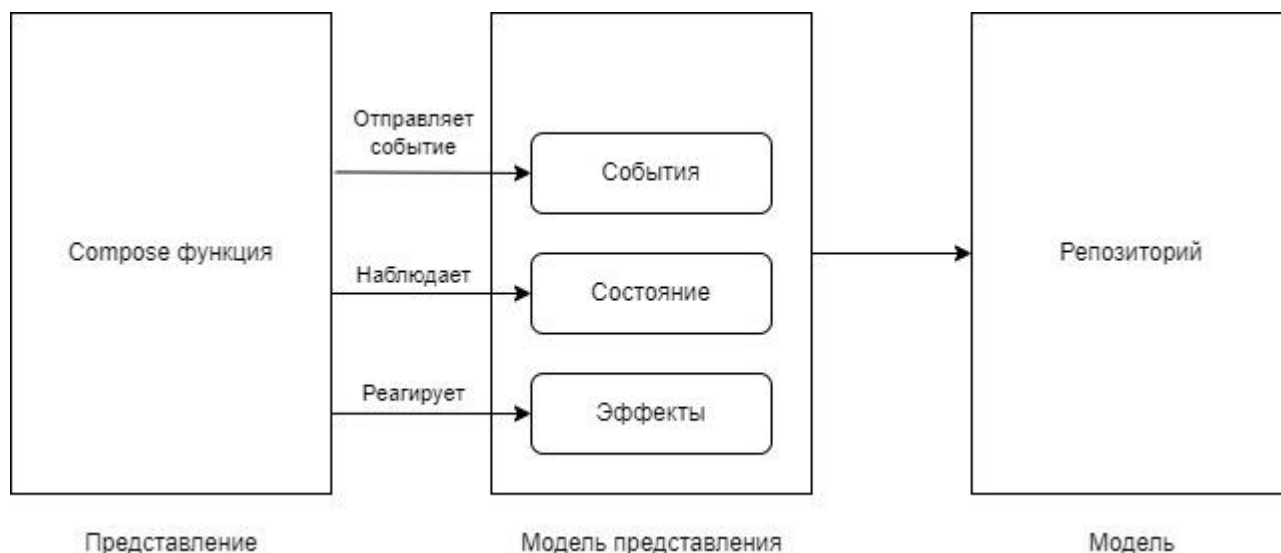 Отправляет
событие
События
Compose функция
Наблюдает
Состояние
Репозиторий
Реагирует
Эффекты
Представление
Модель представления
Модель